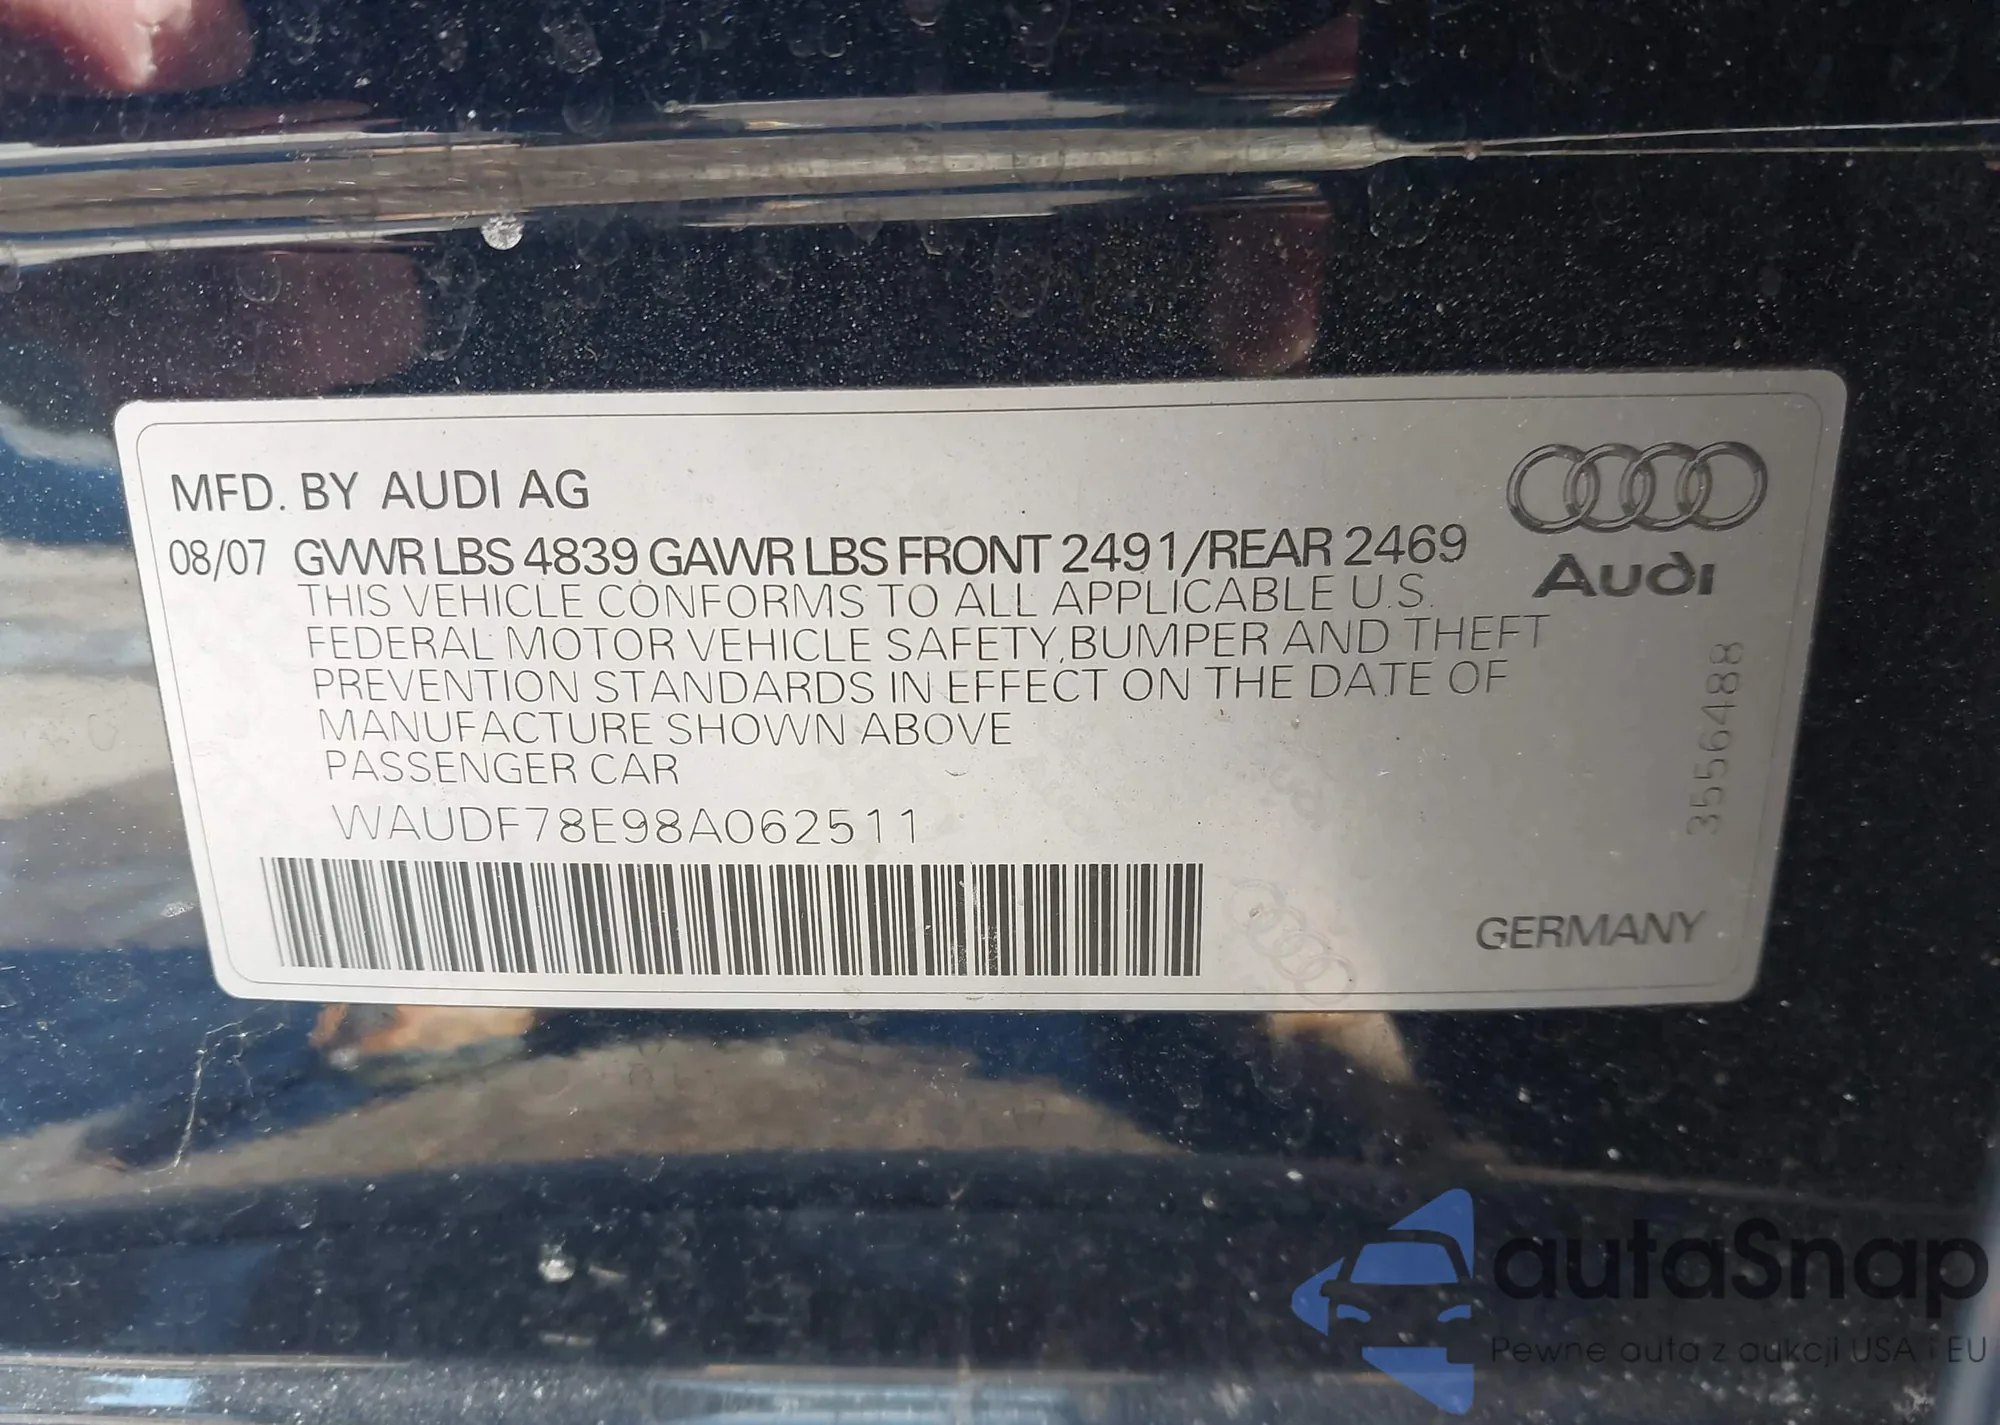 MFD. BY AUDI AG
08/07 GVWR LBS 4839 GAWR LBS FRONT 2491/REAR 2469
THIS VEHICLE CONFORMS TO ALL APPLICABLE U.S.
FEDERAL MOTOR VEHICLE SAFETY,BUMPER AND THEFT
PREVENTION STANDARDS IN EFFECT ON THE DATE OF
MANUFACTURE SHOWN ABOVE
PASSENGER CAR
WAUDF78E98A062511
Audi
3556488
GERMANY
autaSnap
Pewne auta z aukcji USA i EU